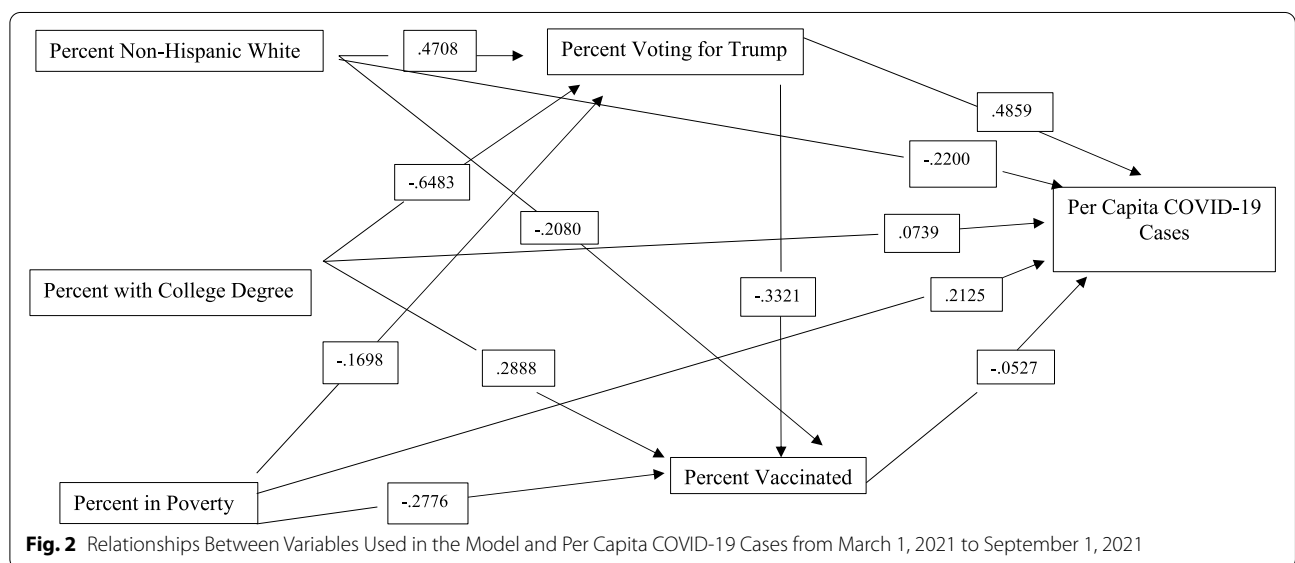 Percent Non-Hispanic White
.4708
Percent Voting for Trump
.4859
-.2200
-.6483
Per Capita COVID-19
Cases
-.2080
.0739
Percent with College Degree
-.3321
.2125
-.1698
.2888
-.0527
Percent Vaccinated
Percent in Poverty
-.2776
Fig. 2 Relationships Between Variables Used in the Model and Per Capita COVID-19 Cases from March 1, 2021 to September 1, 2021